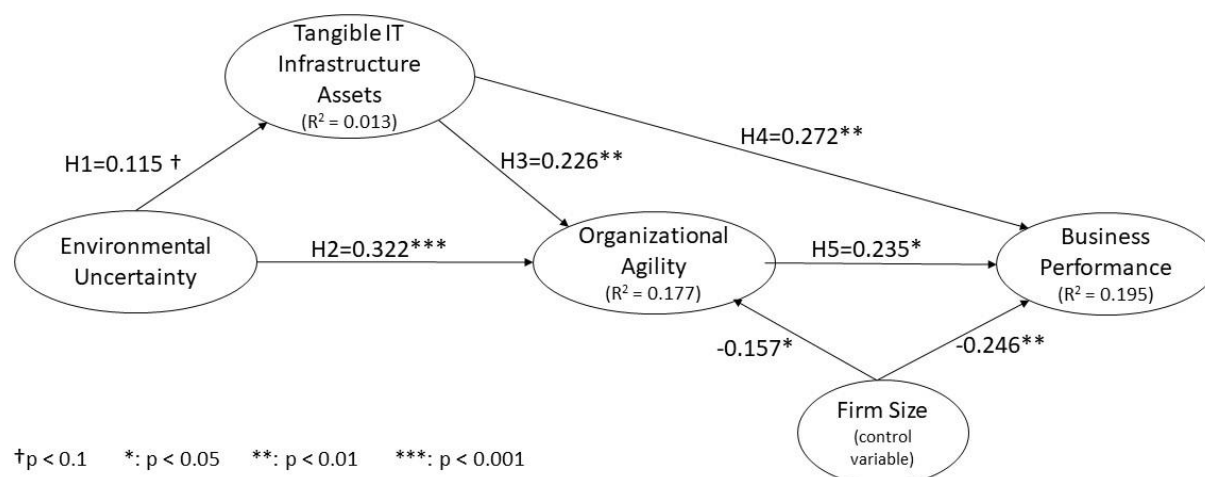 Tangible IT
Infrastructure
Assets
(R² = 0.013)
H4=0.272**
H1=0.115 †
H3=0.226**
Environmental
Uncertainty
H2=0.322***
Organizational
Agility
(R² = 0.177)
H5=0.235*
Business
Performance
(R² = 0.195)
-0.157*
-0.246**
Firm Size
(control
variable)
†p < 0.1 *: p < 0.05 **: p < 0.01 ***: p < 0.001